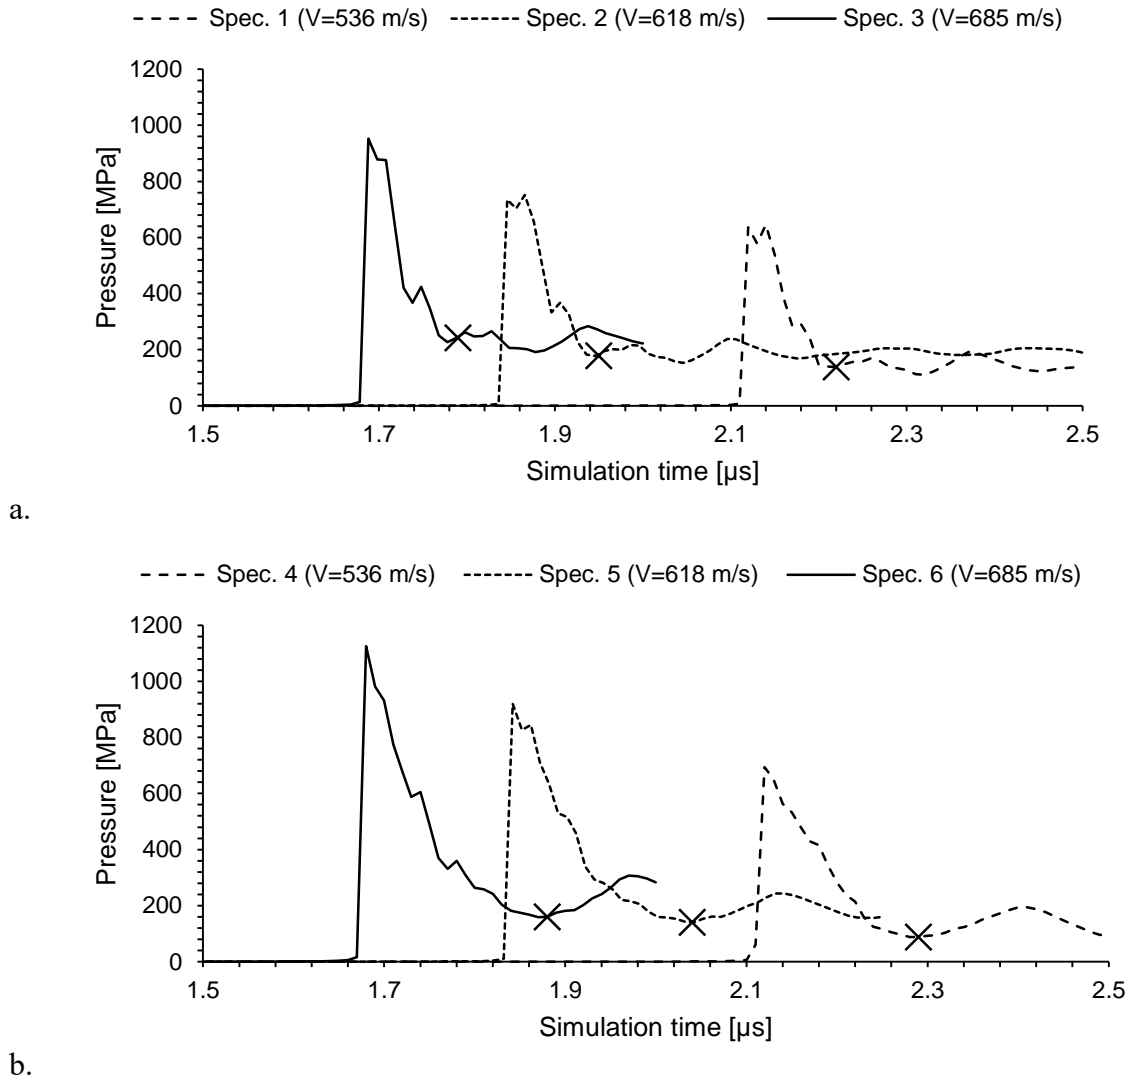 Spec. 1 (V=536 m/s) Spec. 2 (V=618 m/s) Spec. 3 (V=685 m/s)
1200
1000
800
600
400
200
0
Pressure [MPa]
1.5 1.7 1.9 2.1 2.3 2.5
Simulation time [µs]
a.
Spec. 4 (V=536 m/s) Spec. 5 (V=618 m/s) Spec. 6 (V=685 m/s)
1200
1000
800
600
400
200
0
Pressure [MPa]
1.5 1.7 1.9 2.1 2.3 2.5
Simulation time [µs]
b.